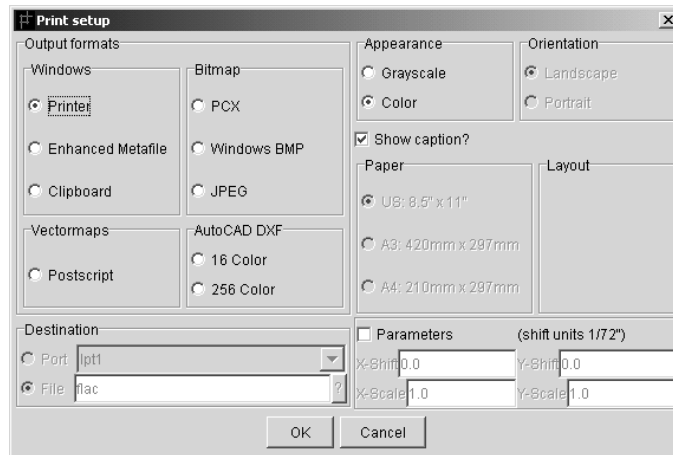 Print setup
Output formats
Windows
Printer
Enhanced Metafile
Clipboard
Bitmap
PCX
Windows BMP
JPEG
Vectormaps
Postscript
AutoCAD DXF
16 Color
256 Color
Destination
Port lpt1
File flac ?
Appearance
Grayscale
Color
Orientation
Landscape
Portrait
Show caption?
Paper
US: 8.5" x 11"
A3: 420mm x 297mm
A4: 210mm x 297mm
Layout
Parameters (shift units 1/72")
X-Shift 0.0 Y-Shift 0.0
X-Scale 1.0 Y-Scale 1.0
OK Cancel